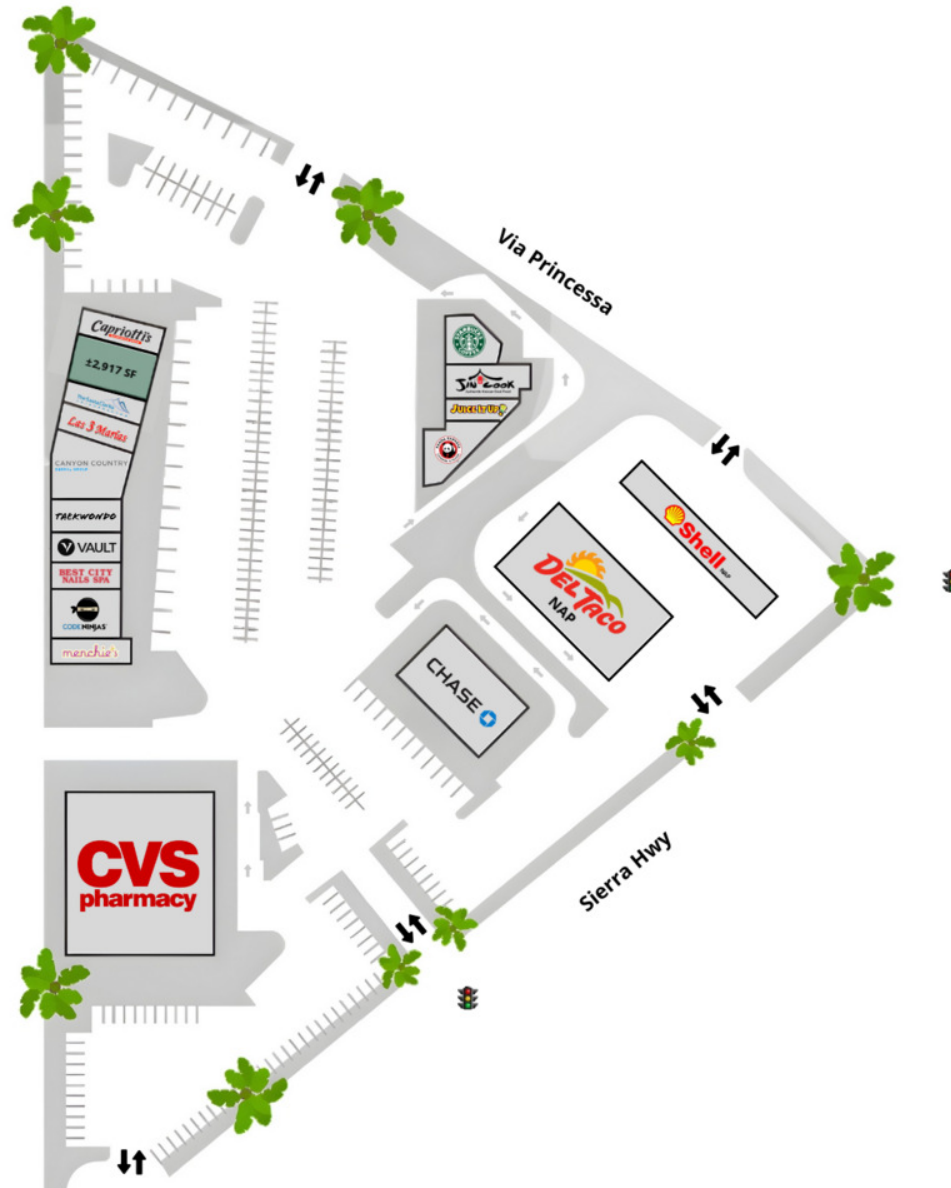 Via Princessa
Capriotti's
±2,917 SF
Las 3 Marias
CANYON COUNTRY
TAEKWONDO
V VAULT
BEST CITY
NAILS SPA
CODE NINJAS
menchie's
JIN COOK
JUICE IT UP!
Shell
NAP
DEL TACO
NAP
CHASE
CVS
pharmacy
Sierra Hwy